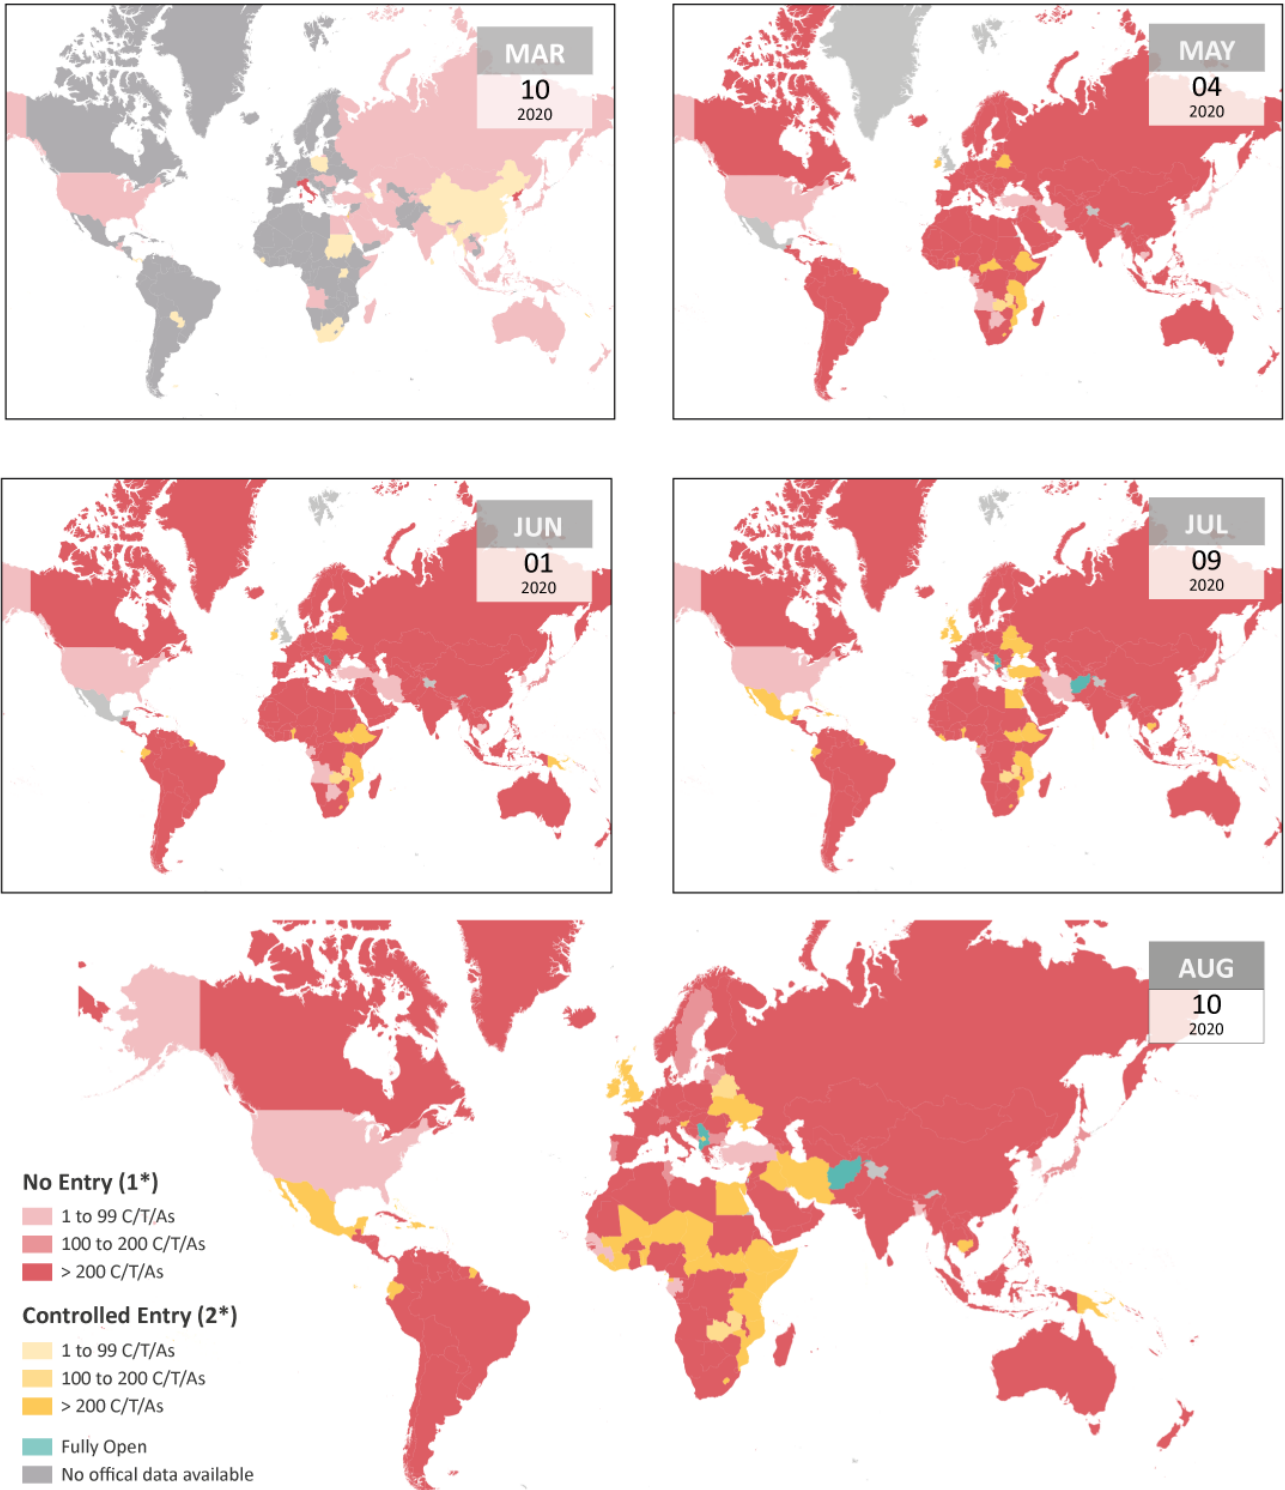 MAR
10
2020
MAY
04
2020
JUN
01
2020
JUL
09
2020
AUG
10
2020
No Entry (1*)
1 to 99 C/T/As
100 to 200 C/T/As
> 200 C/T/As
Controlled Entry (2*)
1 to 99 C/T/As
100 to 200 C/T/As
> 200 C/T/As
Fully Open
No offical data available